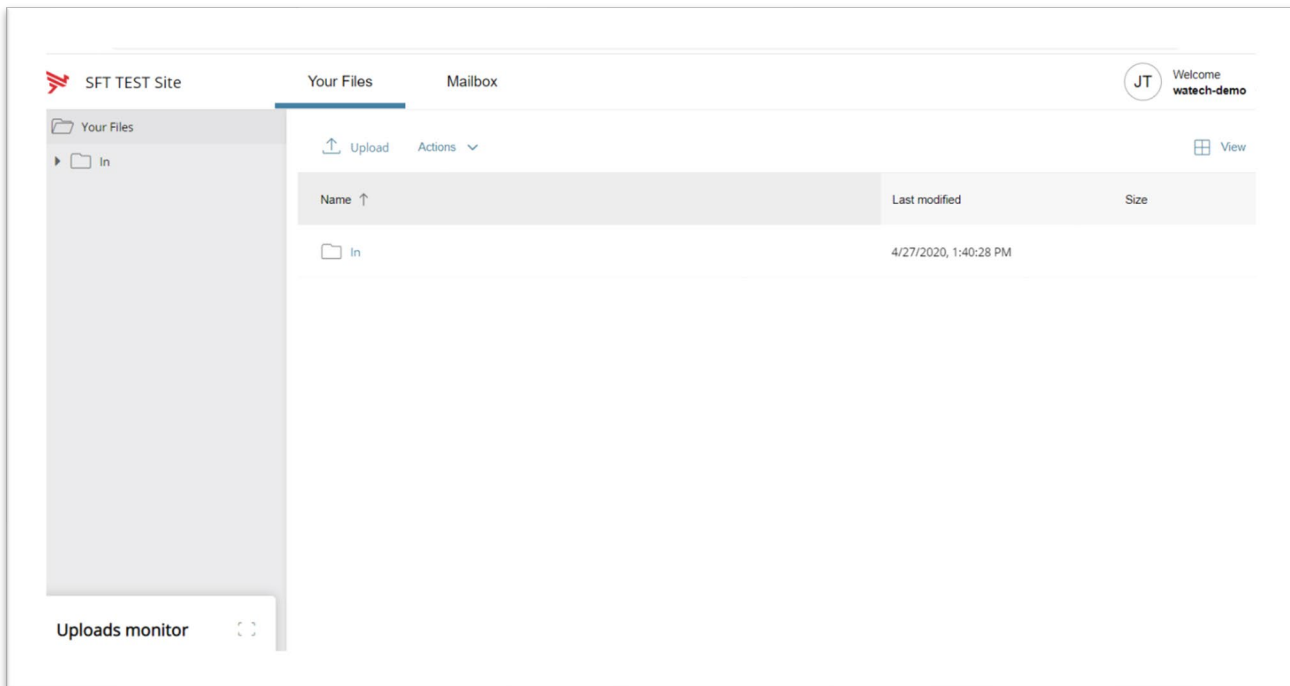 SFT TEST Site
Your Files
Mailbox
JT
Welcome
watech-demo
Your Files
In
Upload
Actions
View
Name
Last modified
Size
In
4/27/2020, 1:40:28 PM
Uploads monitor